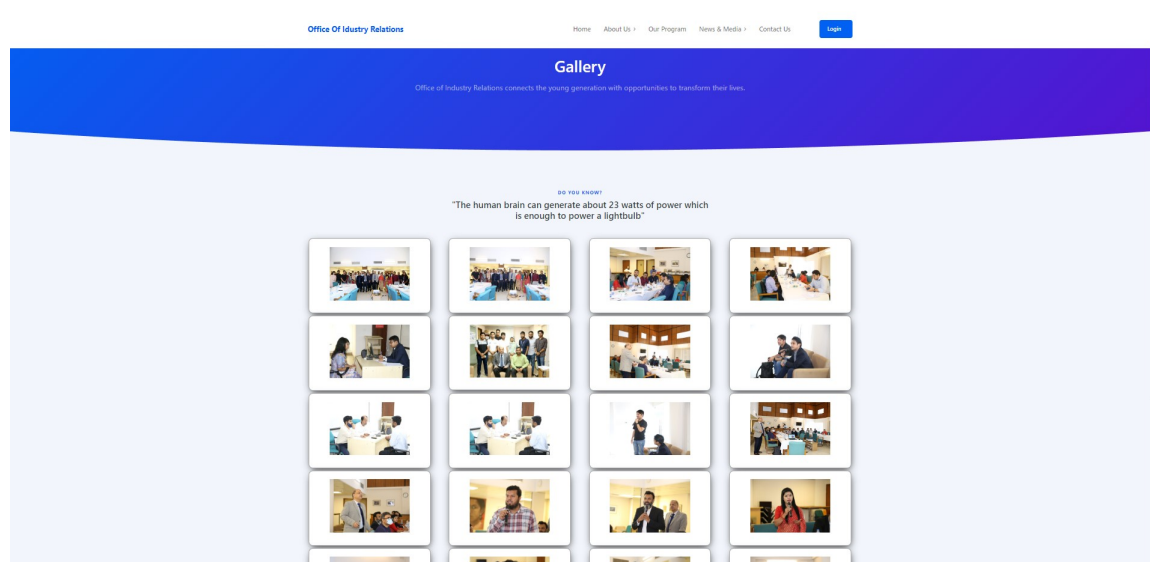 Office Of Idustry Relations
Home About Us Our Program News & Media Contact Us Login
Gallery
Office of Industry Relations connects the young generation with opportunities to transform their lives.
DO YOU KNOW?
"The human brain can generate about 23 watts of power which
is enough to power a lightbulb"